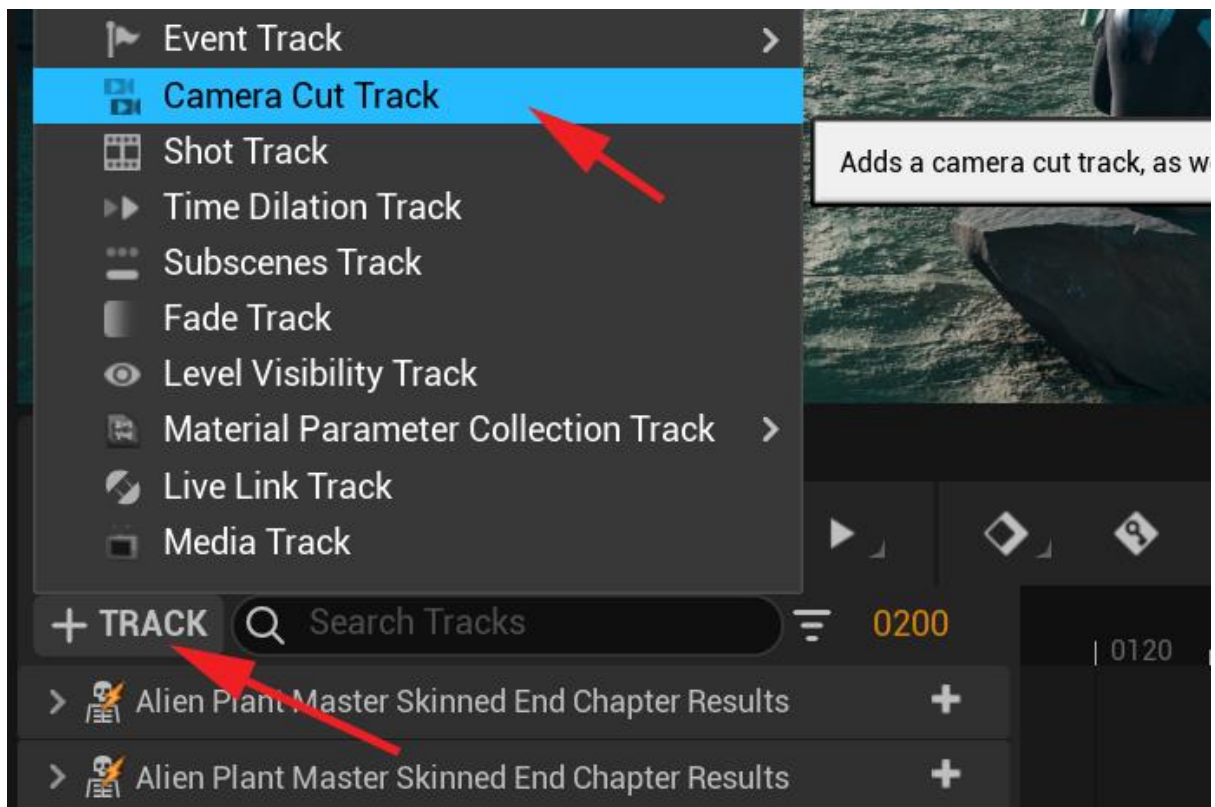 Event Track
Camera Cut Track
Shot Track
Adds a camera cut track, as w
Time Dilation Track
Subscenes Track
Fade Track
Level Visibility Track
Material Parameter Collection Track
Live Link Track
Media Track
+ TRACK
Search Tracks
0200
0120
Alien Plant Master Skinned End Chapter Results
Alien Plant Master Skinned End Chapter Results